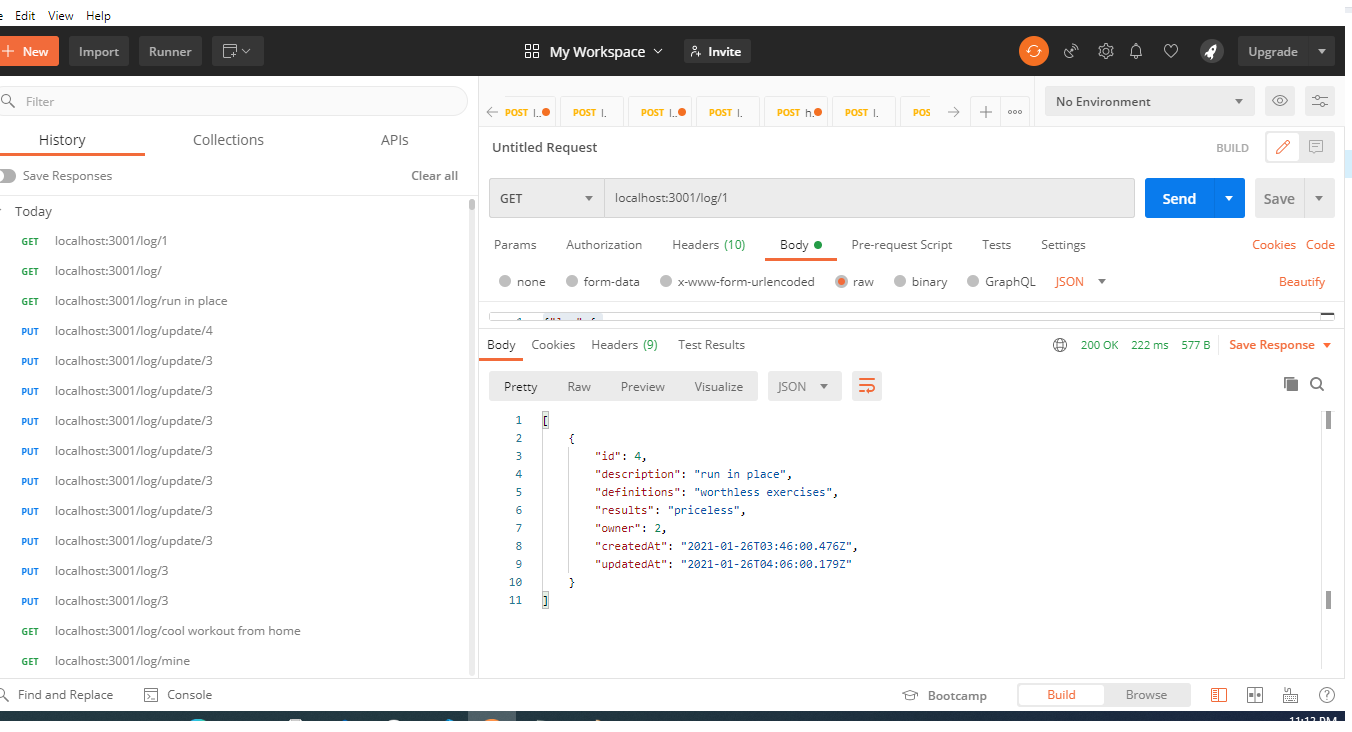 Edit View Help
New Import Runner My Workspace Invite Upgrade
Filter
History Collections APIs
Save Responses Clear all
Today
GET localhost:3001/log/1
GET localhost:3001/log/
GET localhost:3001/log/run in place
PUT localhost:3001/log/update/4
PUT localhost:3001/log/update/3
PUT localhost:3001/log/update/3
PUT localhost:3001/log/update/3
PUT localhost:3001/log/update/3
PUT localhost:3001/log/update/3
PUT localhost:3001/log/update/3
PUT localhost:3001/log/update/3
PUT localhost:3001/log/3
PUT localhost:3001/log/3
GET localhost:3001/log/cool workout from home
GET localhost:3001/log/mine
POST l.. POST l. POST l.. POST l. POST h. POST l. POS
No Environment
Untitled Request BUILD
GET localhost:3001/log/1 Send Save
Params Authorization Headers (10) Body Pre-request Script Tests Settings Cookies Code
none form-data x-www-form-urlencoded raw binary GraphQL JSON Beautify
Body Cookies Headers (9) Test Results 200 OK 222 ms 577 B Save Response
Pretty Raw Preview Visualize JSON
1 [
2 {
3 "id": 4,
4 "description": "run in place",
5 "definitions": "worthless exercises",
6 "results": "priceless",
7 "owner": 2,
8 "createdAt": "2021-01-26T03:46:00.476Z",
9 "updatedAt": "2021-01-26T04:06:00.179Z"
10 }
11 ]
Find and Replace Console Bootcamp Build Browse